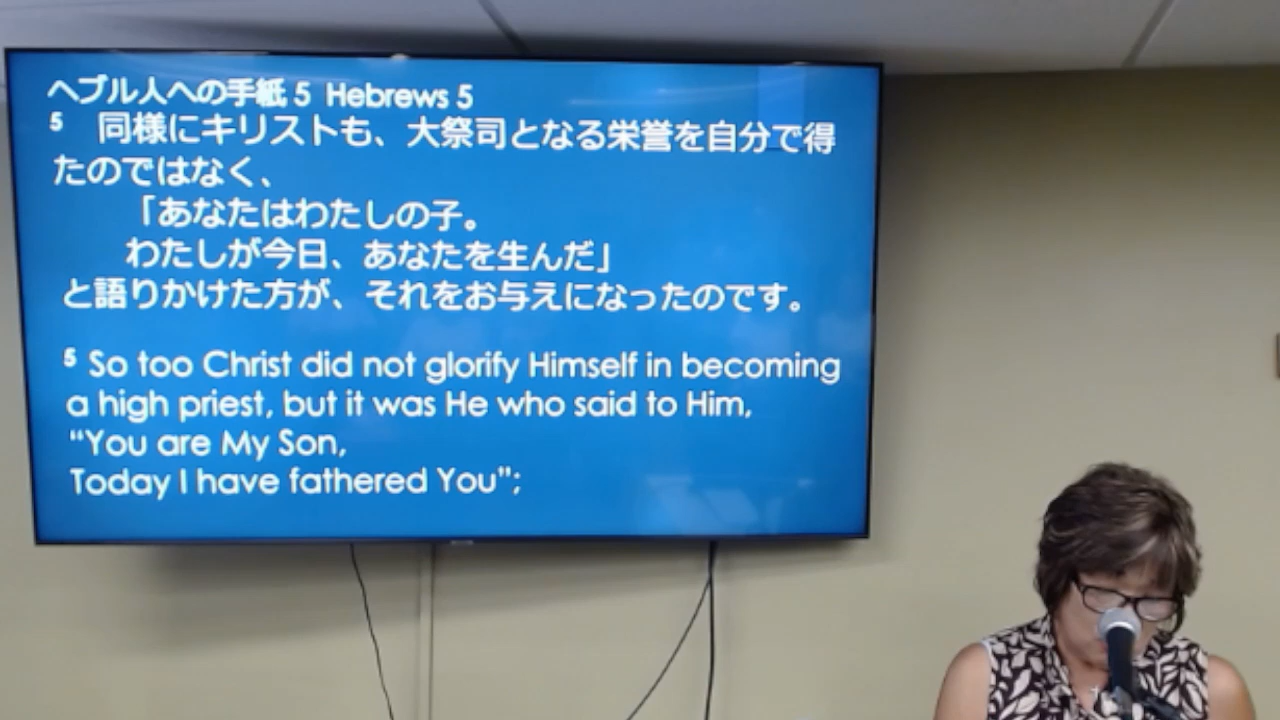 ヘブル人への手紙 5 Hebrews 5
5 同様にキリストも、大祭司となる栄誉を自分で得
たのではなく、
「あなたはわたしの子。
わたしが今日、あなたを生んだ」
と語りかけた方が、それをお与えになったのです。
5 So too Christ did not glorify Himself in becoming
a high priest, but it was He who said to Him,
“You are My Son,
Today I have fathered You”;